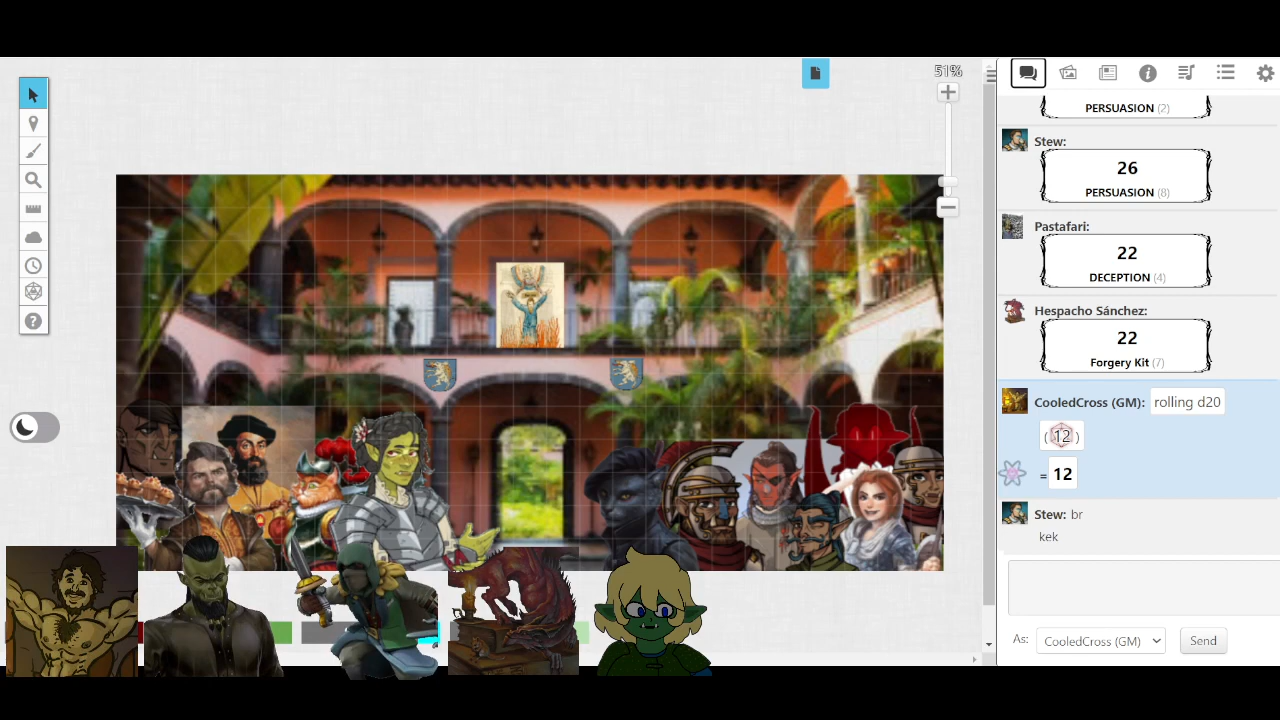 51%
PERSUASION (2)
Stew:
26
PERSUASION (8)
Pastafari:
22
DECEPTION (4)
Hespacho Sánchez:
22
Forgery Kit (7)
CooledCross (GM): rolling d20
(12)
=12
Stew: br
kek
As: CooledCross (GM) Send